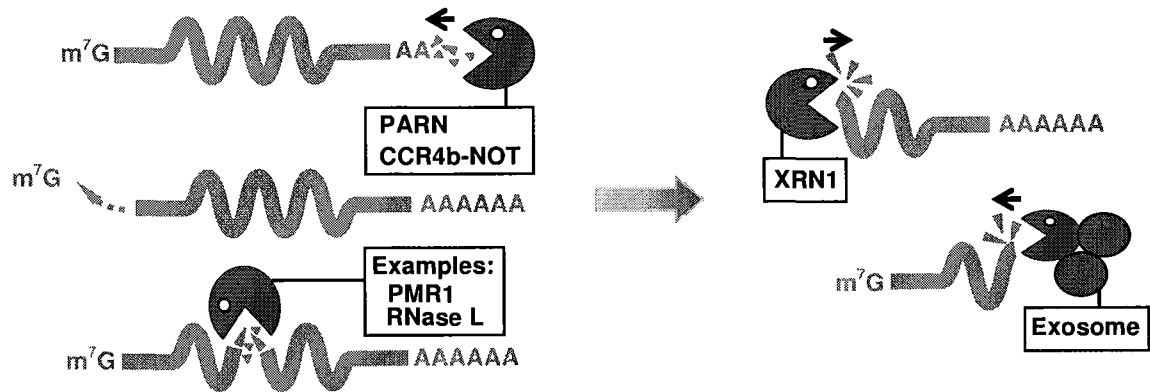 m⁷G AA
PARN
CCR4b-NOT
m⁷G AAAAAA
Examples:
PMR1
RNase L
m⁷G AAAAAA
AAAAAA
XRN1
m⁷G
Exosome